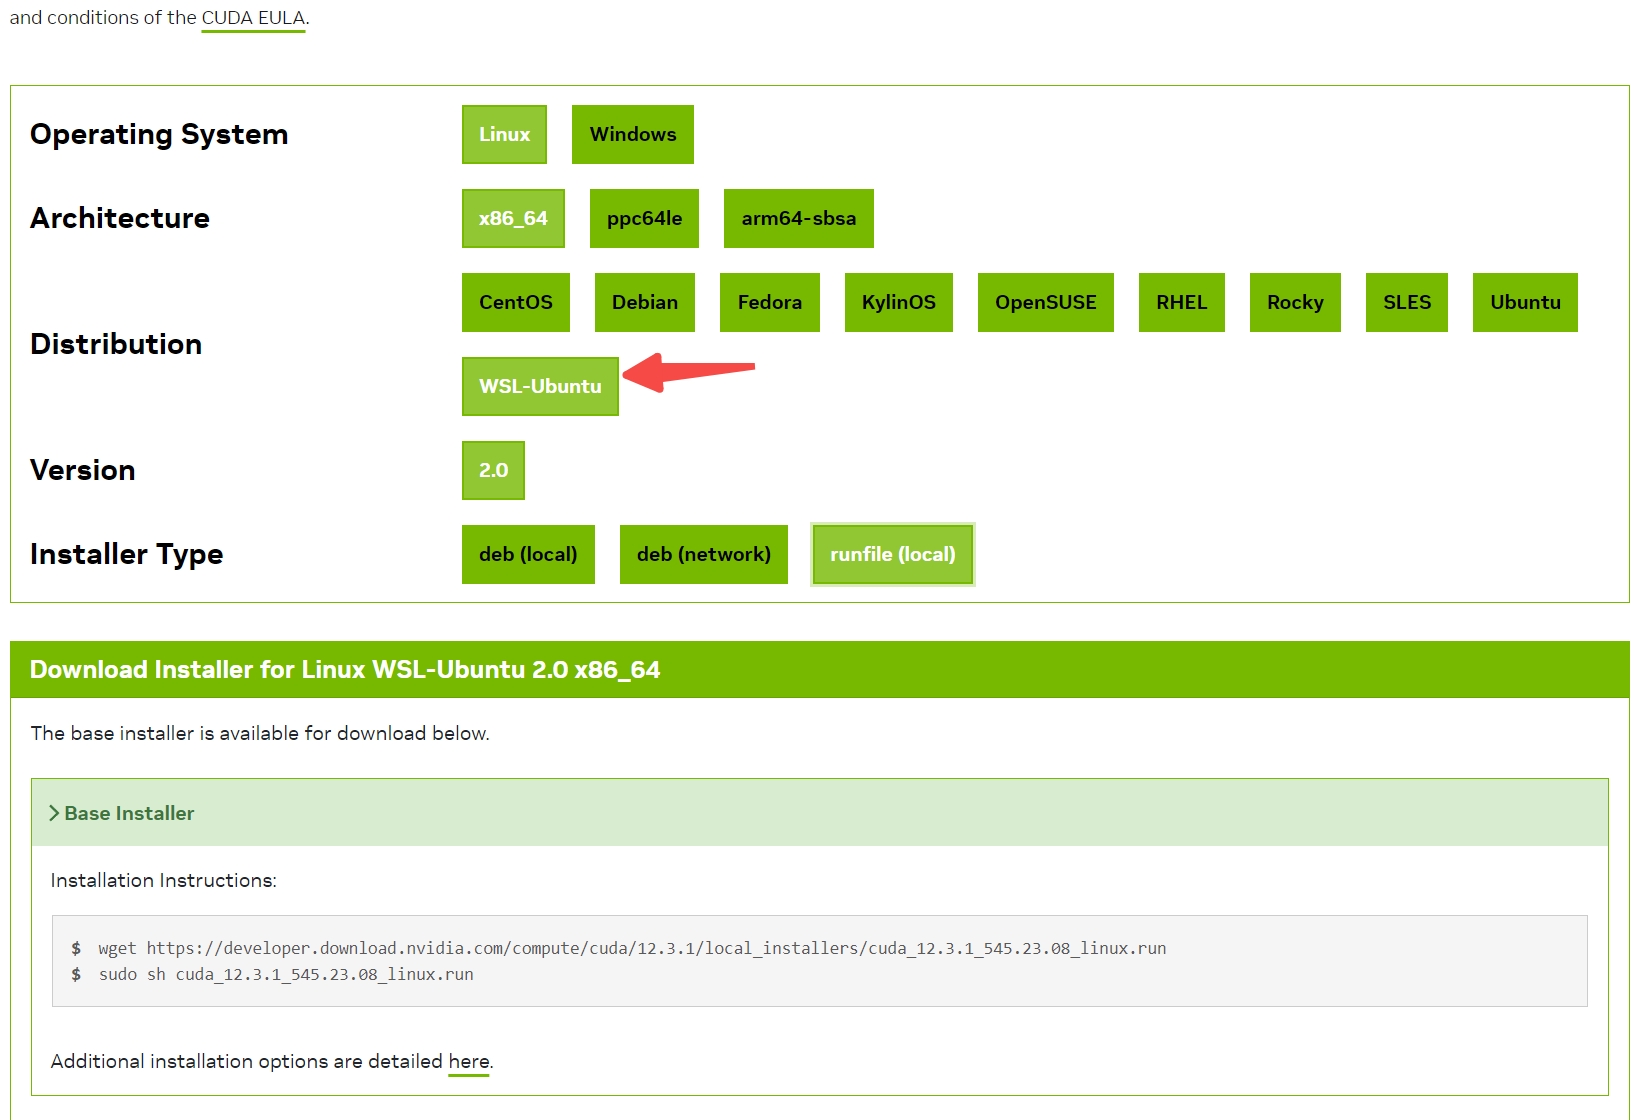 and conditions of the CUDA EULA.
Operating System
Linux
Windows
Architecture
x86_64
ppc64le
arm64-sbsa
Distribution
CentOS
Debian
Fedora
KylinOS
OpenSUSE
RHEL
Rocky
SLES
Ubuntu
WSL-Ubuntu
Version
2.0
Installer Type
deb (local)
deb (network)
runfile (local)
Download Installer for Linux WSL-Ubuntu 2.0 x86_64
The base installer is available for download below.
Base Installer
Installation Instructions:
$ wget https://developer.download.nvidia.com/compute/cuda/12.3.1/local_installers/cuda_12.3.1_545.23.08_linux.run
$ sudo sh cuda_12.3.1_545.23.08_linux.run
Additional installation options are detailed here.